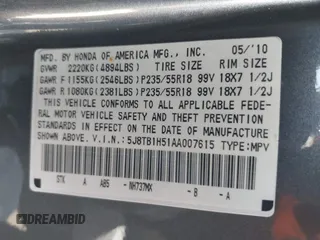 MFD. BY HONDA OF AMERICA MFG., INC. 05/'10
GVWR 2220KG(4894LBS) TIRE SIZE RIM SIZE
GAWR F 1155KG(2546LBS) P235/55R18 99V 18X7 1/2J
GAWR R 1080KG(2381LBS) P235/55R18 99V 18X7 1/2J
THIS VEHICLE CONFORMS TO ALL APPLICABLE FEDE-
RAL MOTOR VEHICLE SAFETY AND BUMPER AND
THEFT PREVENTION STANDARDS IN EFFECT ON THE
DATE OF MANUFACTURE
SHOWN ABOVE. V.I.N.: 5J8TB1H51AA007615 TYPE: MPV
STK A AB5 - NH737MX - B - A
DREAMBID